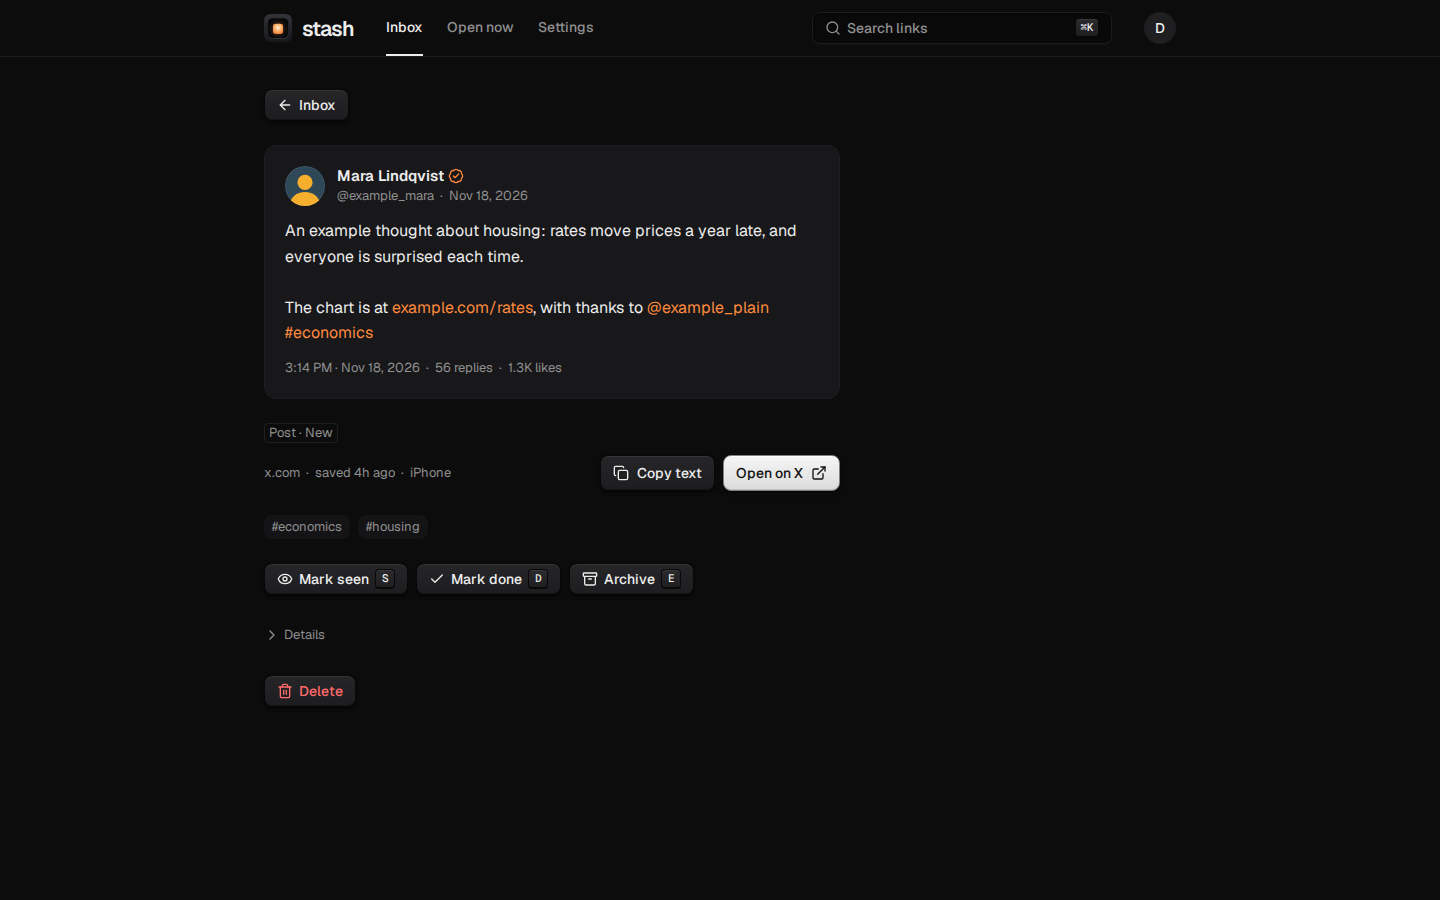 stash
Inbox
Open now
Settings
Search links
⌘K
D
Inbox
Mara Lindqvist
@example_mara · Nov 18, 2026
An example thought about housing: rates move prices a year late, and
everyone is surprised each time.
The chart is at example.com/rates, with thanks to @example_plain
#economics
3:14 PM · Nov 18, 2026 · 56 replies · 1.3K likes
Post · New
x.com · saved 4h ago · iPhone
Copy text
Open on X
#economics
#housing
Mark seen S
Mark done D
Archive E
Details
Delete